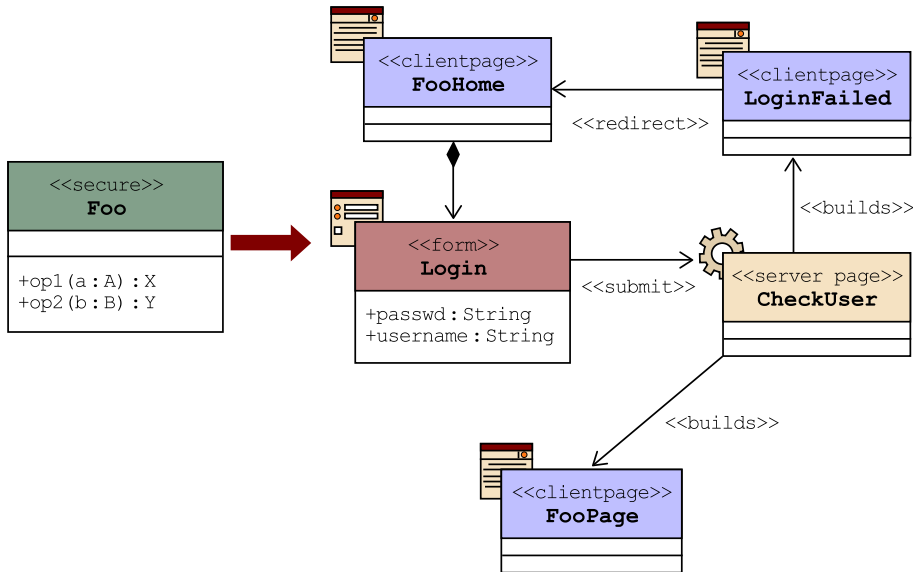 <<clientpage>>
FooHome
<<clientpage>>
LoginFailed
<<redirect>>
<<secure>>
Foo
+op1(a:A):X
+op2(b:B):Y
<<builds>>
<<form>>
Login
+passwd:String
+username:String
<<submit>>
<<server page>>
CheckUser
<<builds>>
<<clientpage>>
FooPage